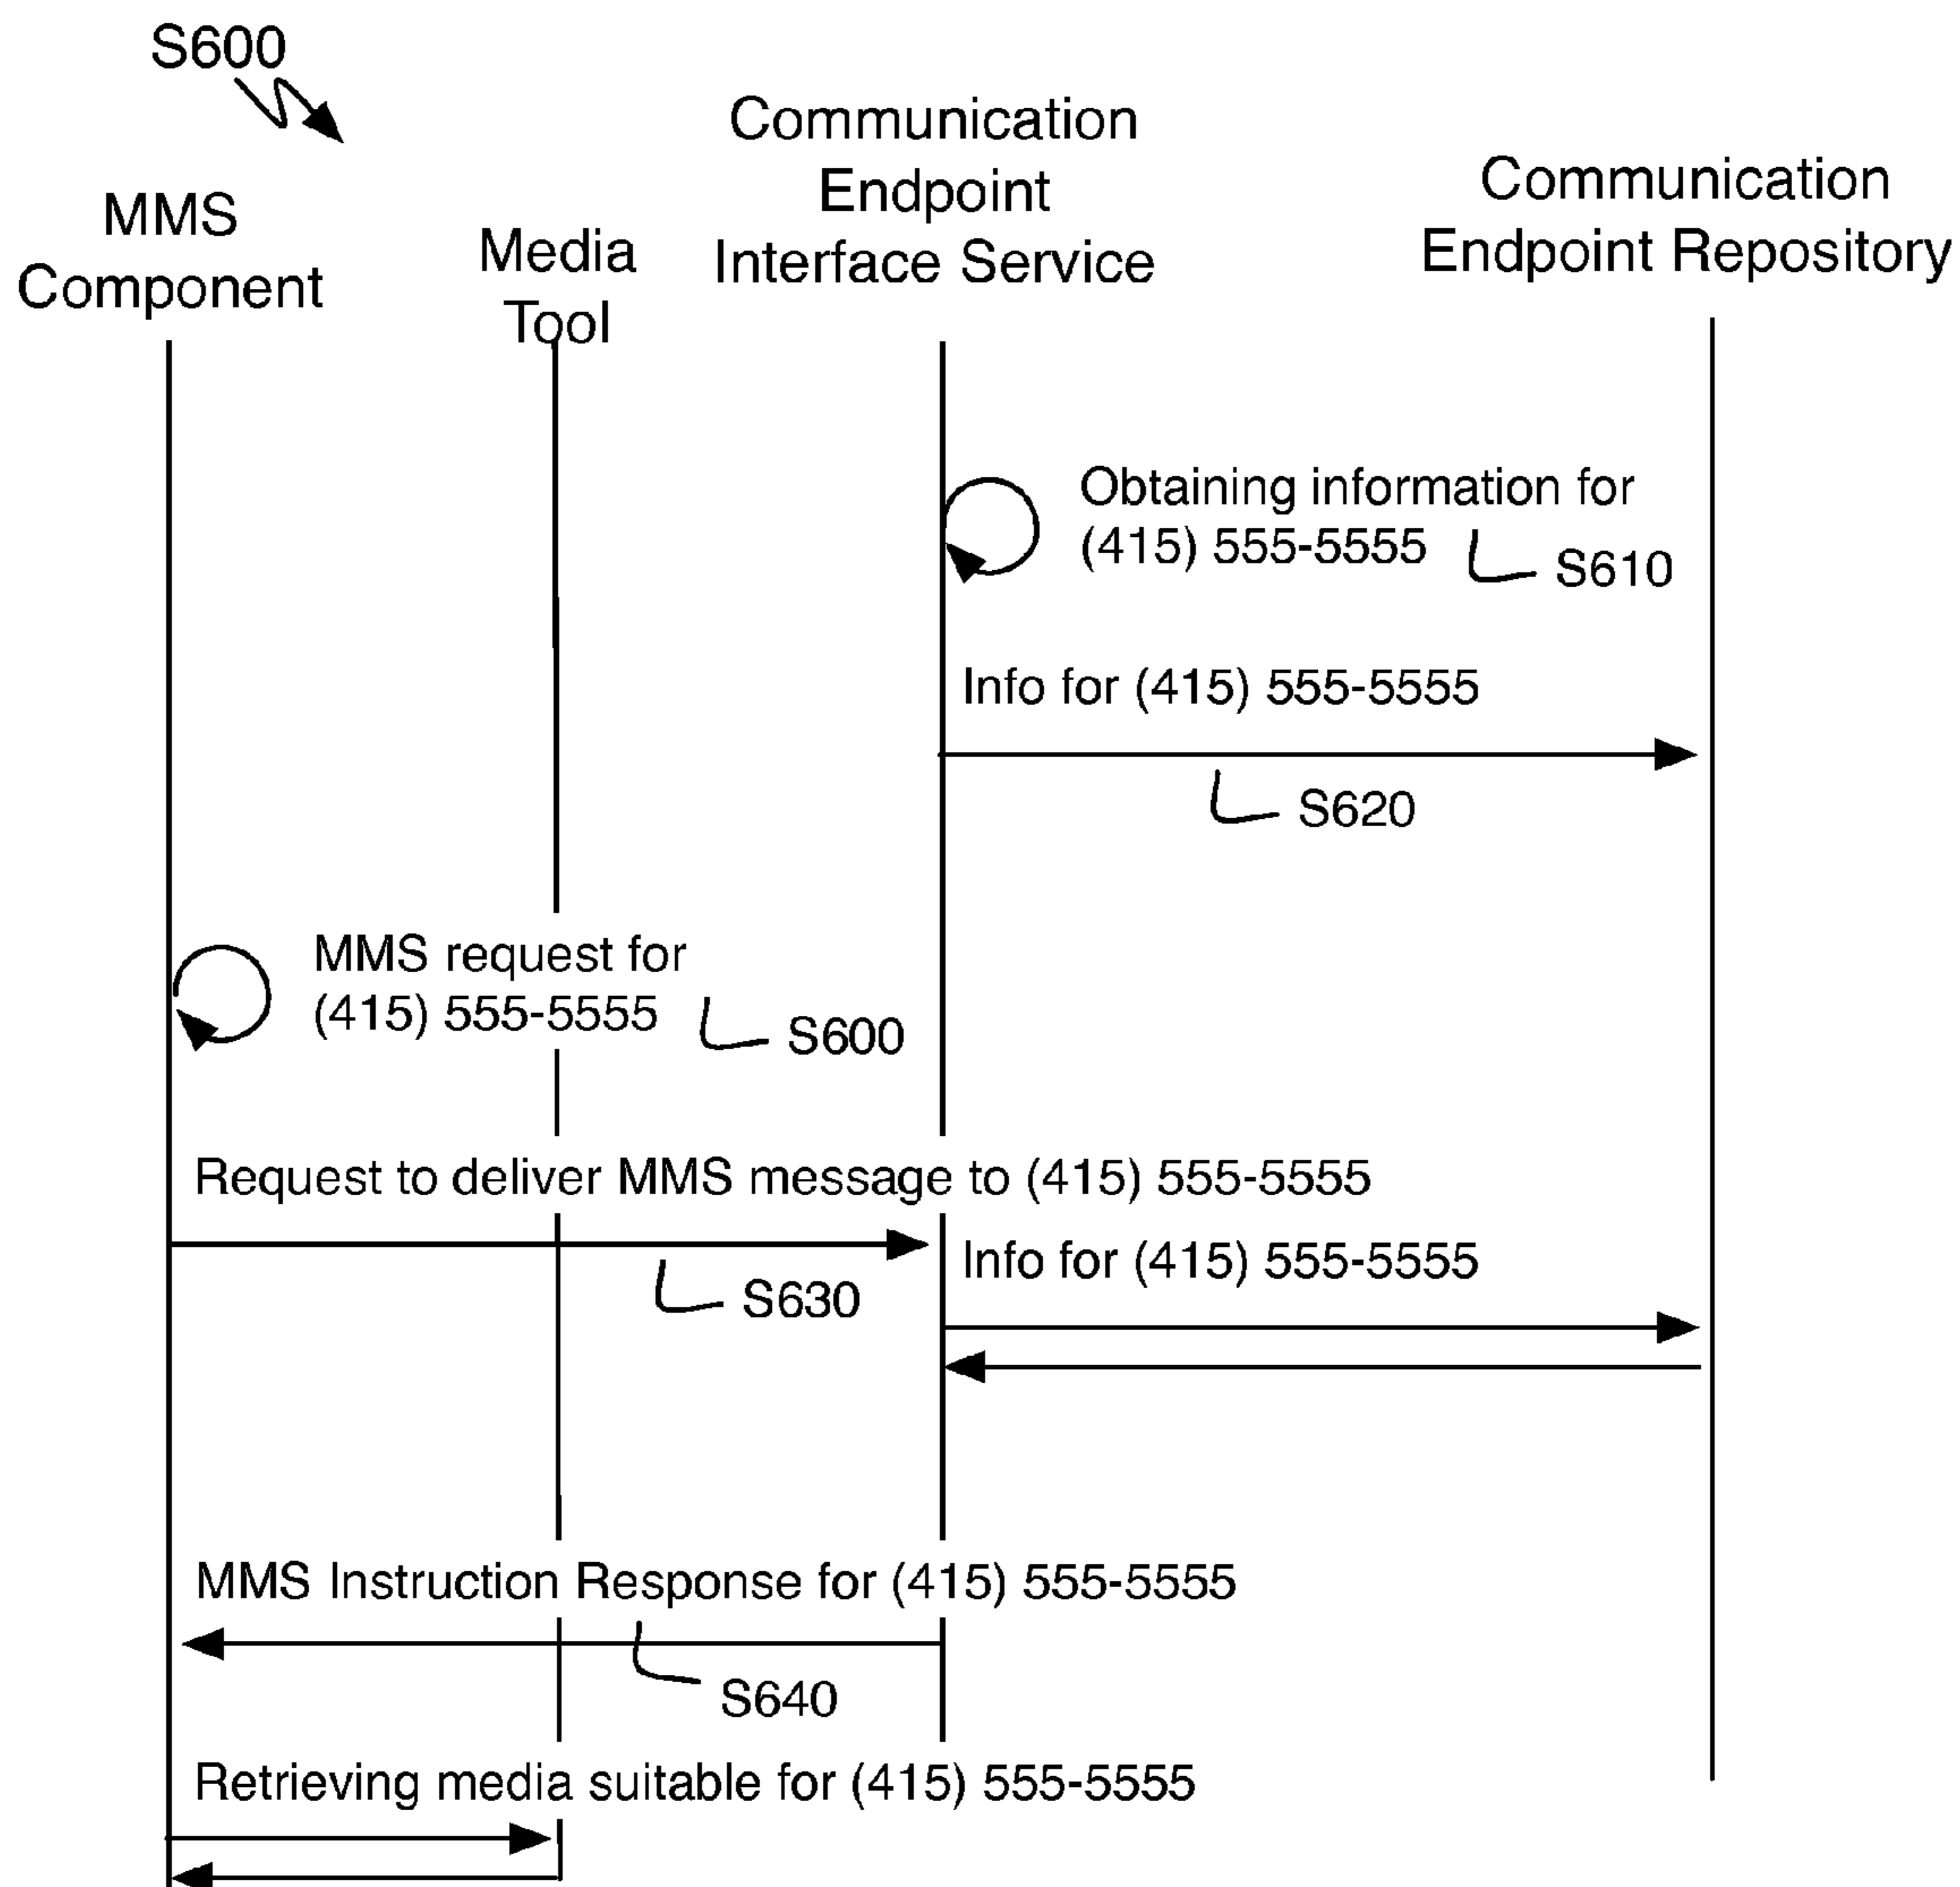 S600
MMS
Component
Media
Tool
Communication
Endpoint
Interface Service
Communication
Endpoint Repository
Obtaining information for
(415) 555-5555
S610
Info for (415) 555-5555
S620
MMS request for
(415) 555-5555
S600
Request to deliver MMS message to (415) 555-5555
Info for (415) 555-5555
S630
MMS Instruction Response for (415) 555-5555
S640
Retrieving media suitable for (415) 555-5555